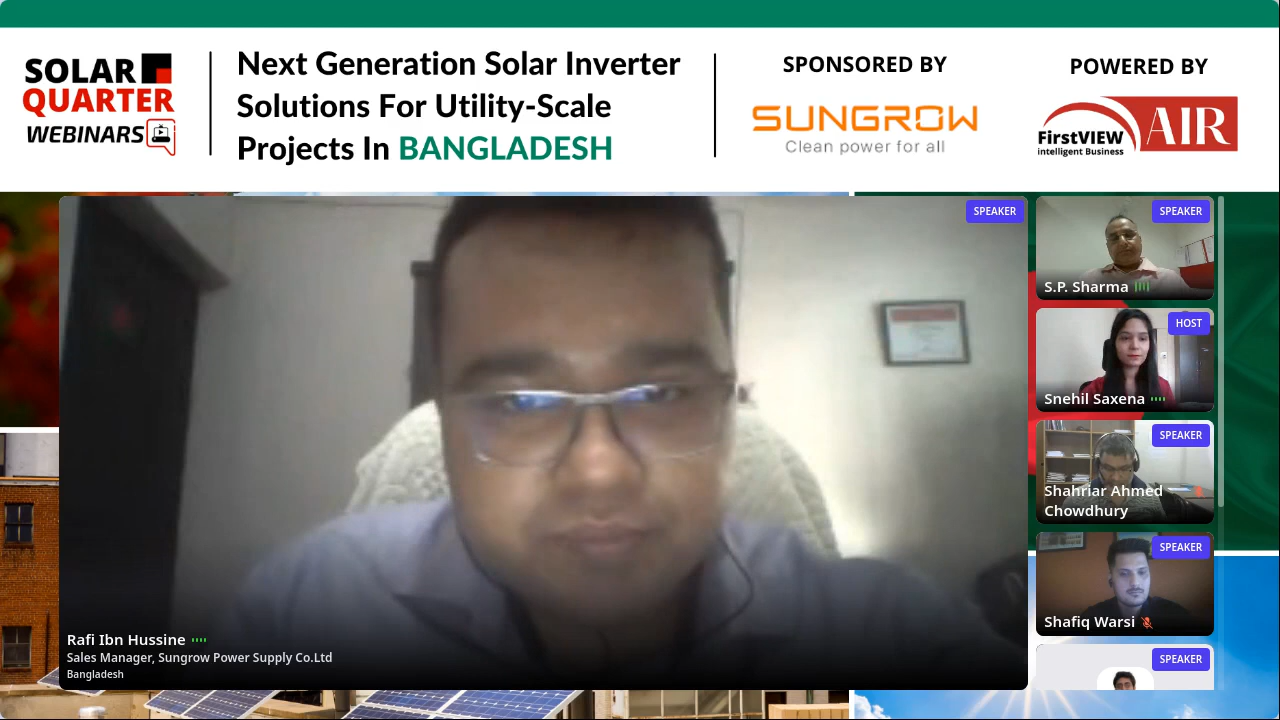 SOLAR
QUARTER
WEBINARS
Next Generation Solar Inverter
Solutions For Utility-Scale
Projects In BANGLADESH
SPONSORED BY
SUNGROW
Clean power for all
POWERED BY
FirstVIEW
intelligent Business
AIR
SPEAKER
Rafi Ibn Hussine
Sales Manager, Sungrow Power Supply Co.Ltd
Bangladesh
SPEAKER
S.P. Sharma
HOST
Snehil Saxena
SPEAKER
Shahriar Ahmed
Chowdhury
SPEAKER
Shafiq Warsi
SPEAKER